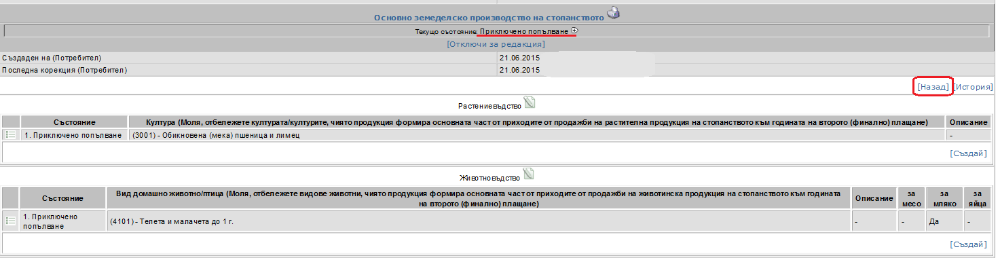 Основно земеделско производство на стопанството
Текущо състояние: Приключено попълване
[Отключи за редакция]
Създаден на (Потребител) 21.06.2015
Последна корекция (Потребител) 21.06.2015
[Назад] [История]
Растениевъдство
Състояние Култура (Моля, отбележете културата/културите, чиято продукция формира основната част от приходите от продажби на растителна продукция на стопанството към годината на второто (финално) плащане) Описание
1. Приключено попълване (3001) - Обикновена (мека) пшеница и лимец -
[Създай]
Животновъдство
Състояние Вид домашно животно/птица (Моля, отбележете видове животни, чиято продукция формира основната част от приходите от продажби на животинска продукция на стопанството към годината
на второто (финално) плащане) Описание за
месо за
мляко за
яйца
1. Приключено
попълване (4101) - Телета и малачета до 1 г. - - Да -
[Създай]